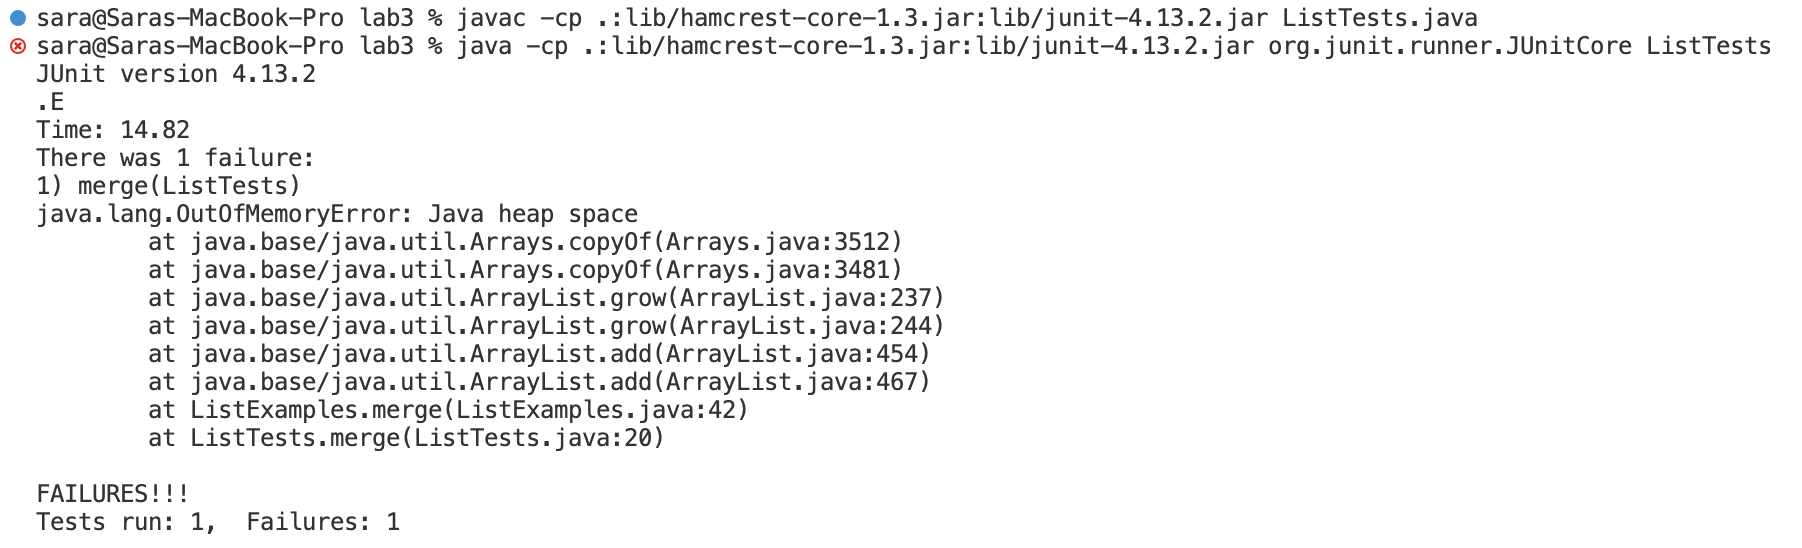 sara@Saras-MacBook-Pro lab3 % javac -cp .:lib/hamcrest-core-1.3.jar:lib/junit-4.13.2.jar ListTests.java
sara@Saras-MacBook-Pro lab3 % java -cp .:lib/hamcrest-core-1.3.jar:lib/junit-4.13.2.jar org.junit.runner.JUnitCore ListTests
JUnit version 4.13.2
.E
Time: 14.82
There was 1 failure:
1) merge(ListTests)
java.lang.OutOfMemoryError: Java heap space
        at java.base/java.util.Arrays.copyOf(Arrays.java:3512)
        at java.base/java.util.Arrays.copyOf(Arrays.java:3481)
        at java.base/java.util.ArrayList.grow(ArrayList.java:237)
        at java.base/java.util.ArrayList.grow(ArrayList.java:244)
        at java.base/java.util.ArrayList.add(ArrayList.java:454)
        at java.base/java.util.ArrayList.add(ArrayList.java:467)
        at ListExamples.merge(ListExamples.java:42)
        at ListTests.merge(ListTests.java:20)

FAILURES!!!
Tests run: 1,  Failures: 1